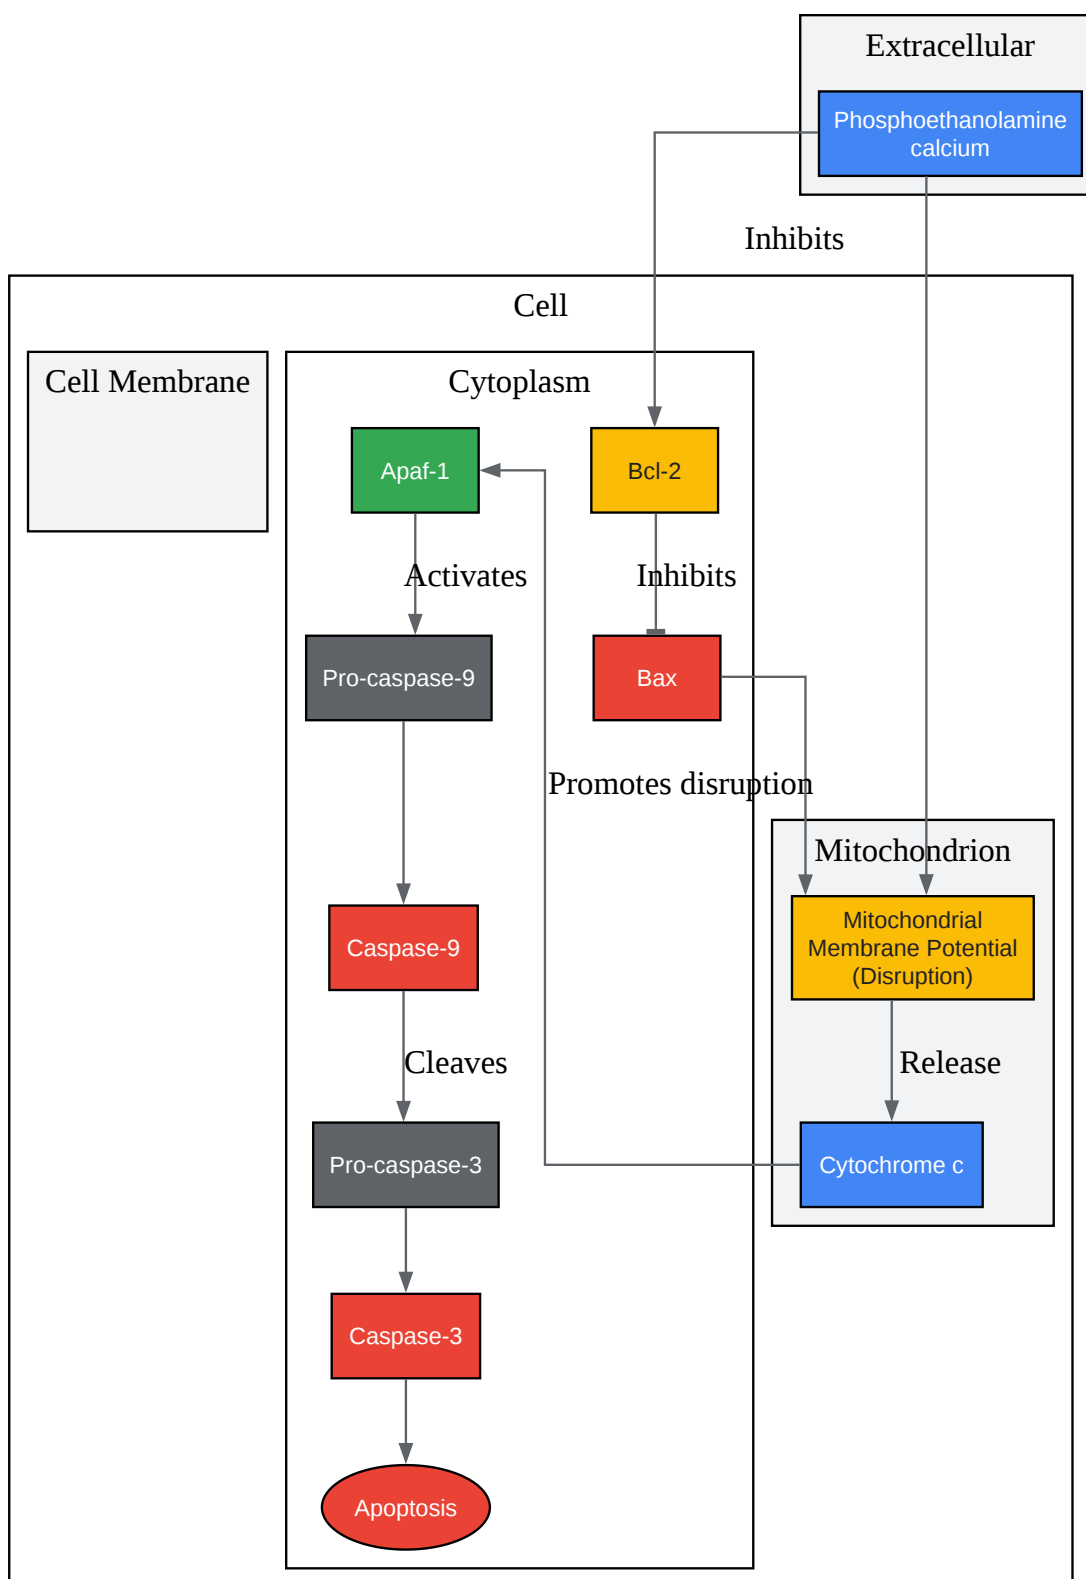 Extracellular
Phosphoethanolamine
calcium
Inhibits
Cell
Cell Membrane
Cytoplasm
Apaf-1
Bcl-2
Activates
Inhibits
Pro-caspase-9
Bax
Promotes disruption
Mitochondrion
Caspase-9
Mitochondrial
Membrane Potential
(Disruption)
Cleaves
Release
Pro-caspase-3
Cytochrome c
Caspase-3
Apoptosis